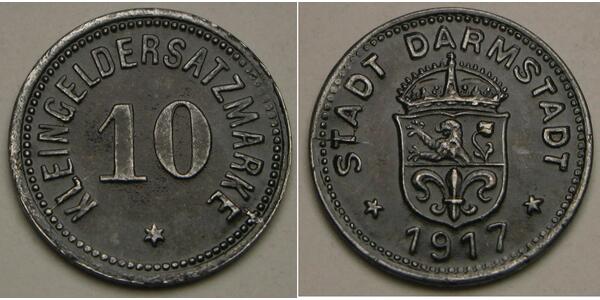 KLEINGELDERSATZMARKE
10
STADT DARMSTADT
1917